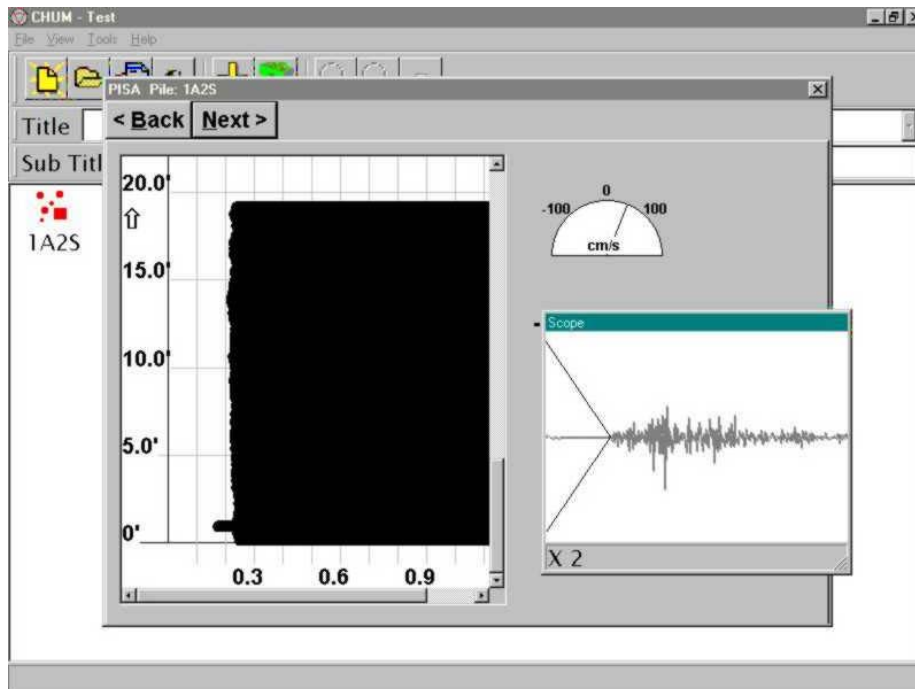 CHUM - Test
File View Tools Help
PISA Pile: 1A2S
< Back Next >
Title
Sub Titl
1A2S
20.0'
15.0'
10.0'
5.0'
0'
0.3 0.6 0.9
0
-100 100
cm/s
Scope
X 2